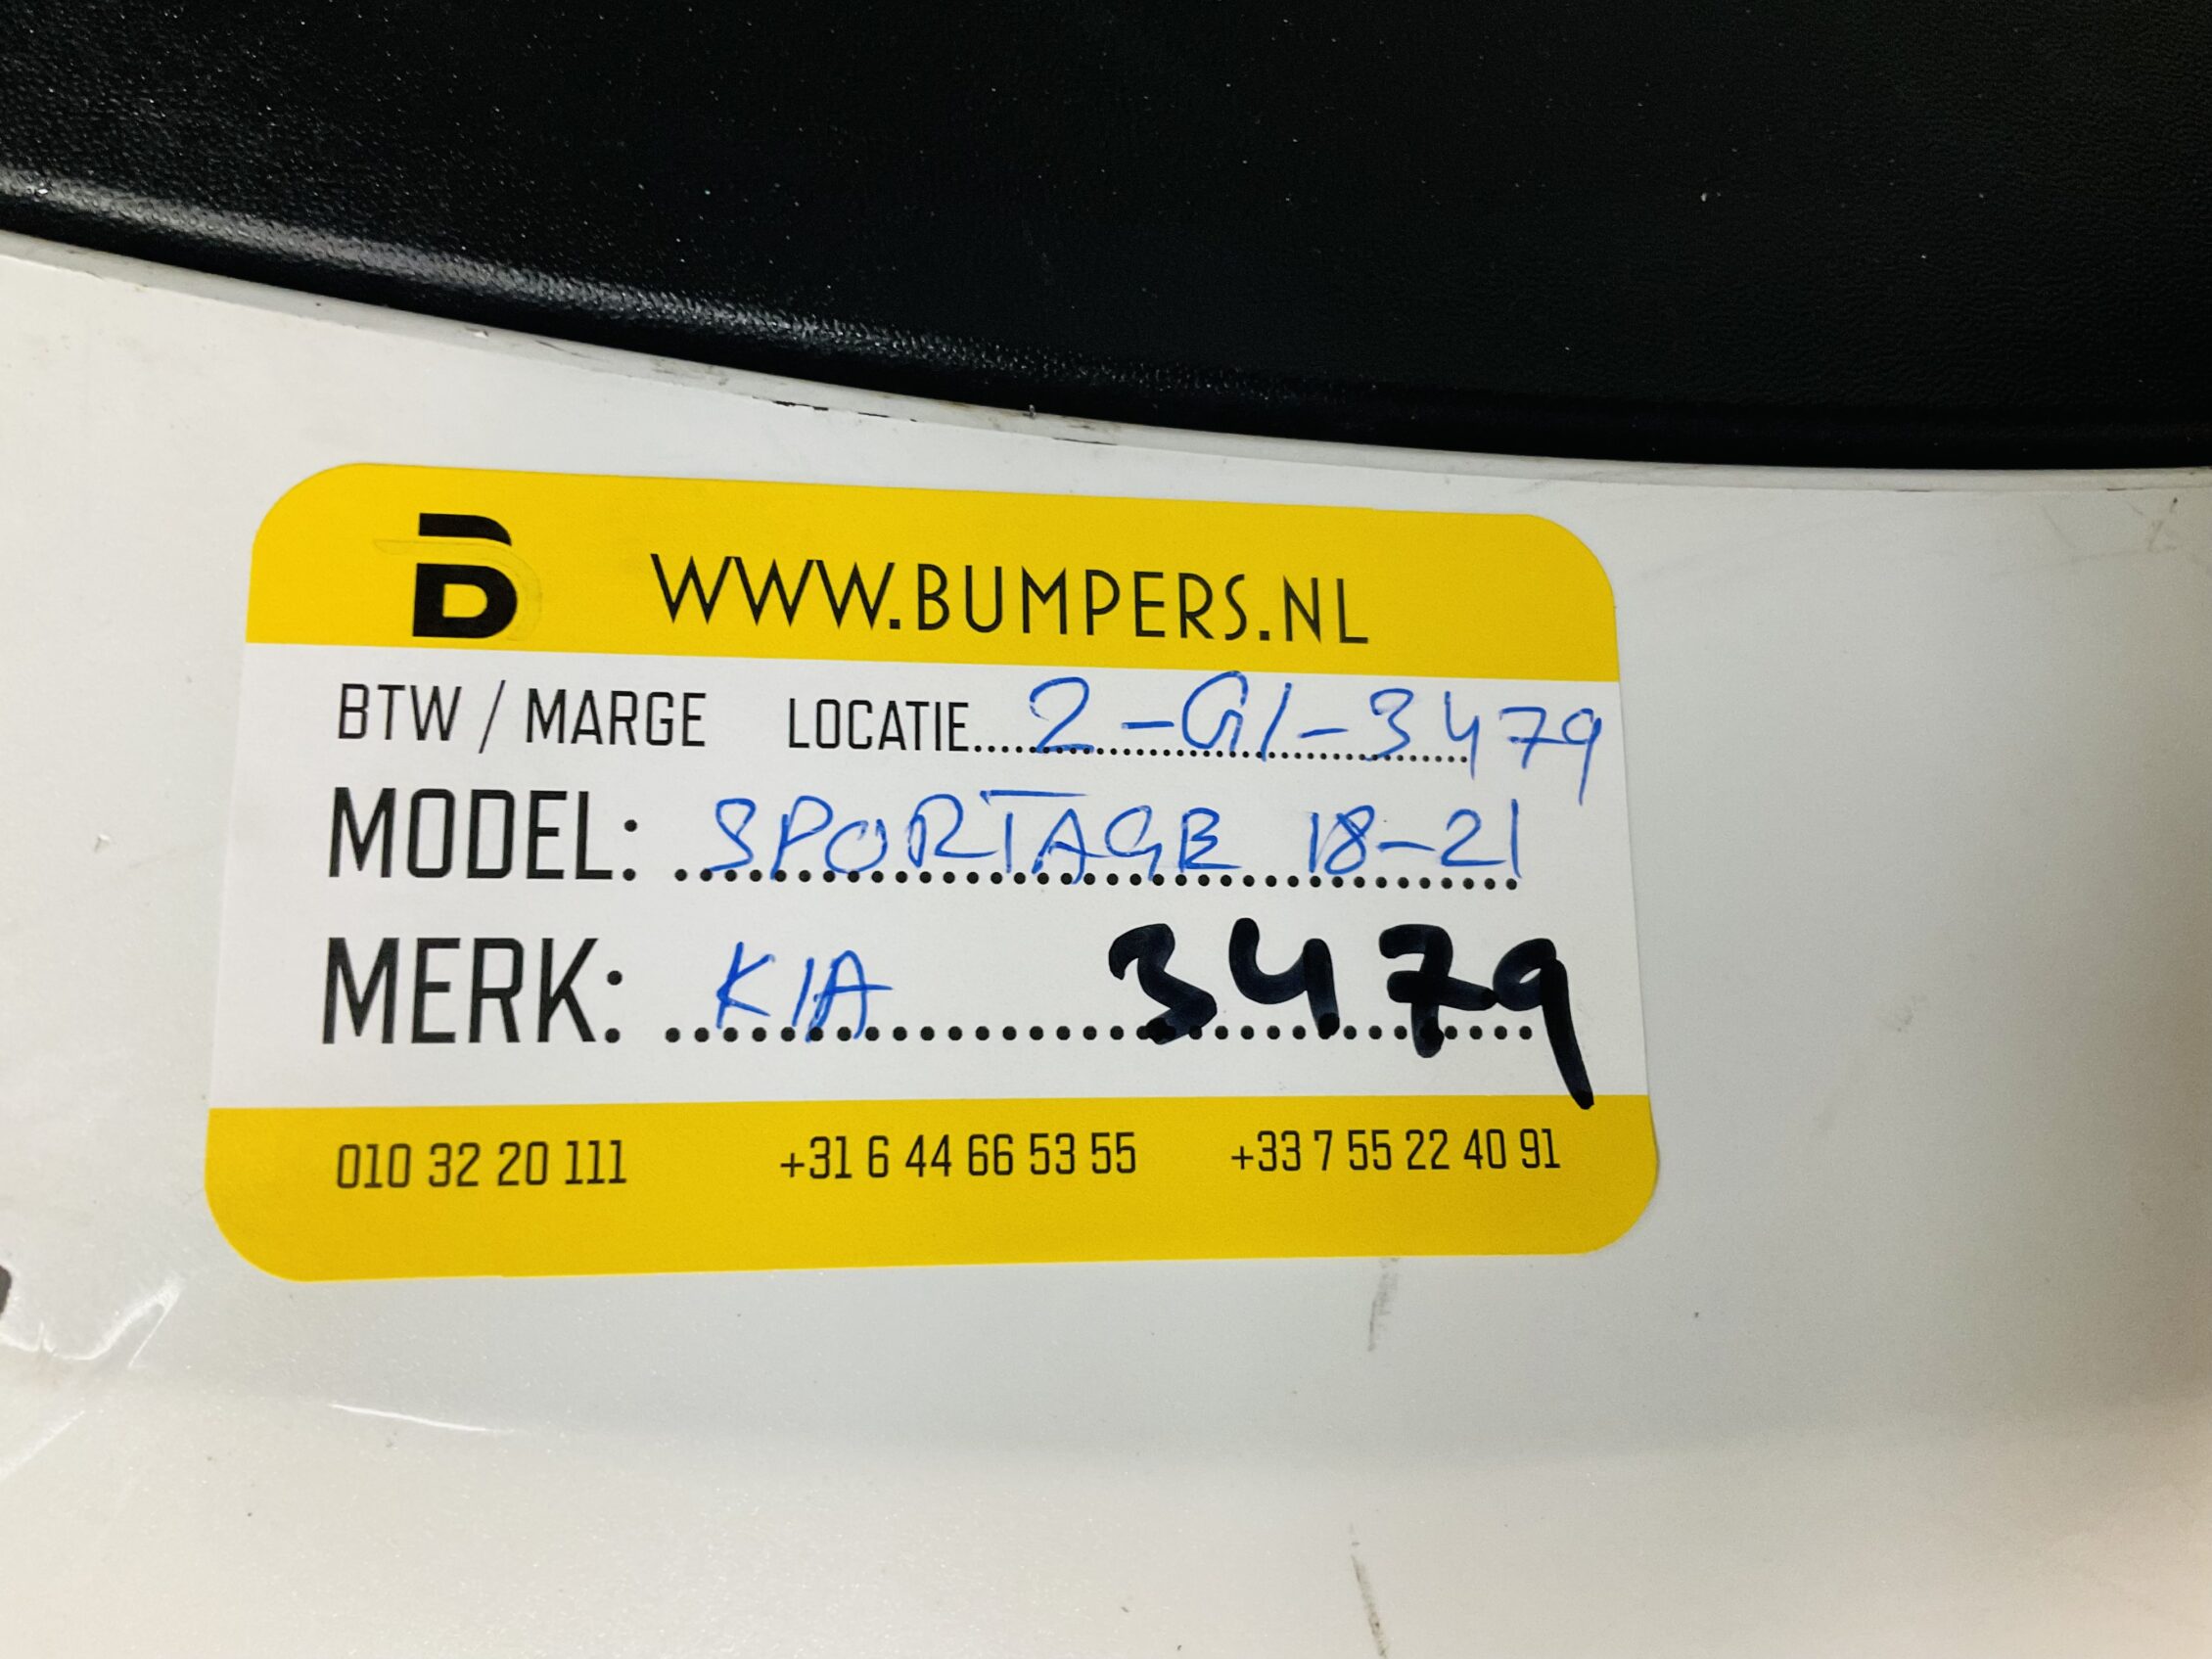 B WWW.BUMPERS.NL
BTW / MARGE LOCATIE 2-G1-3479
MODEL: SPORTAGE 18-21
MERK: KIA 3479
010 32 20 111 +31 6 44 66 53 55 +33 7 55 22 40 91